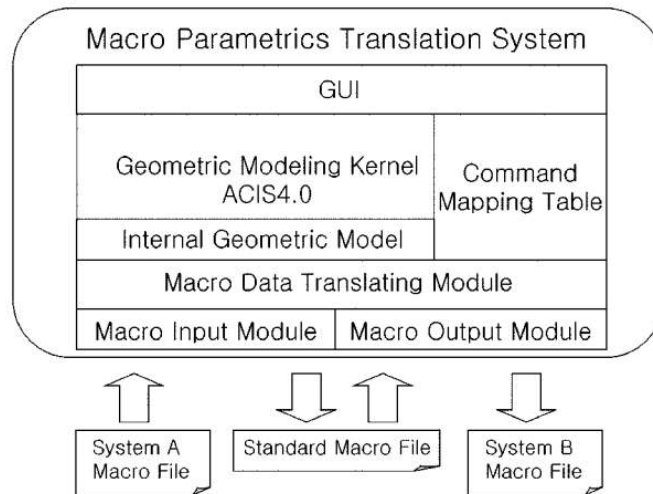 Macro Parametrics Translation System
GUI
Geometric Modeling Kernel
ACIS4.0
Command
Mapping Table
Internal Geometric Model
Macro Data Translating Module
Macro Input Module
Macro Output Module
System A
Macro File
Standard Macro File
System B
Macro File